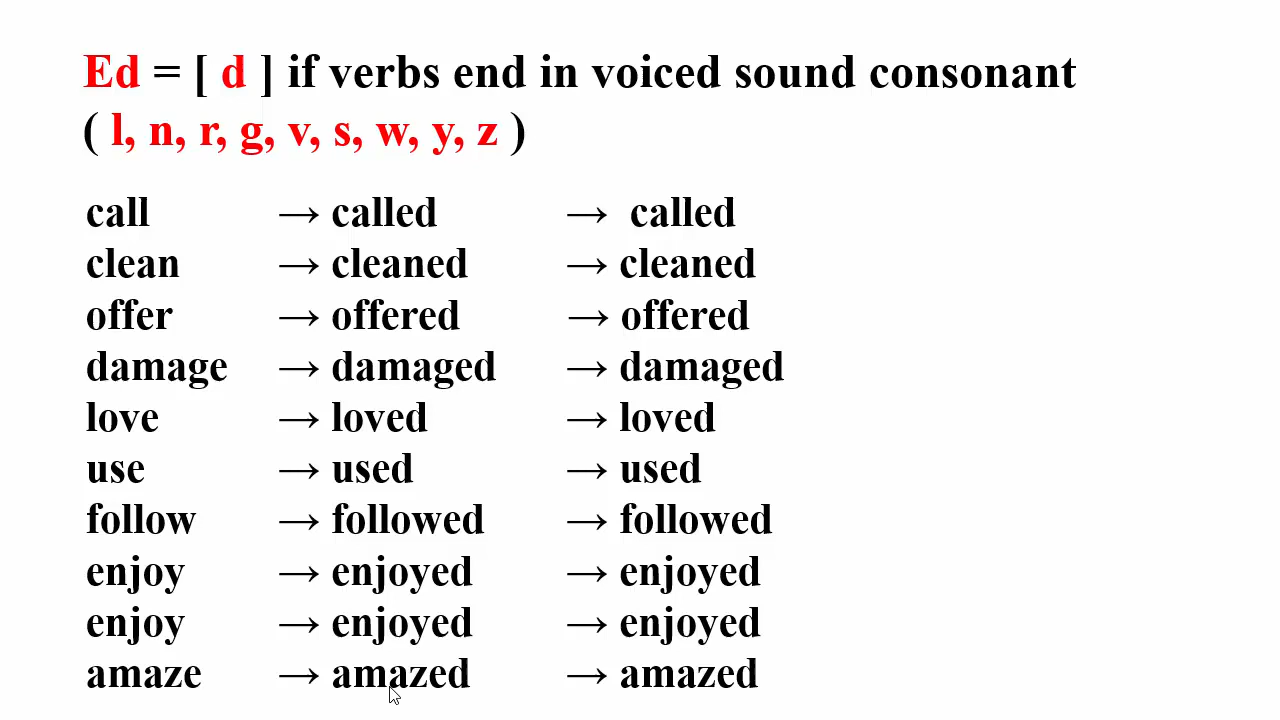 Ed = [ d ] if verbs end in voiced sound consonant
( l, n, r, g, v, s, w, y, z )
call → called → called
clean → cleaned → cleaned
offer → offered → offered
damage → damaged → damaged
love → loved → loved
use → used → used
follow → followed → followed
enjoy → enjoyed → enjoyed
enjoy → enjoyed → enjoyed
amaze → amazed → amazed